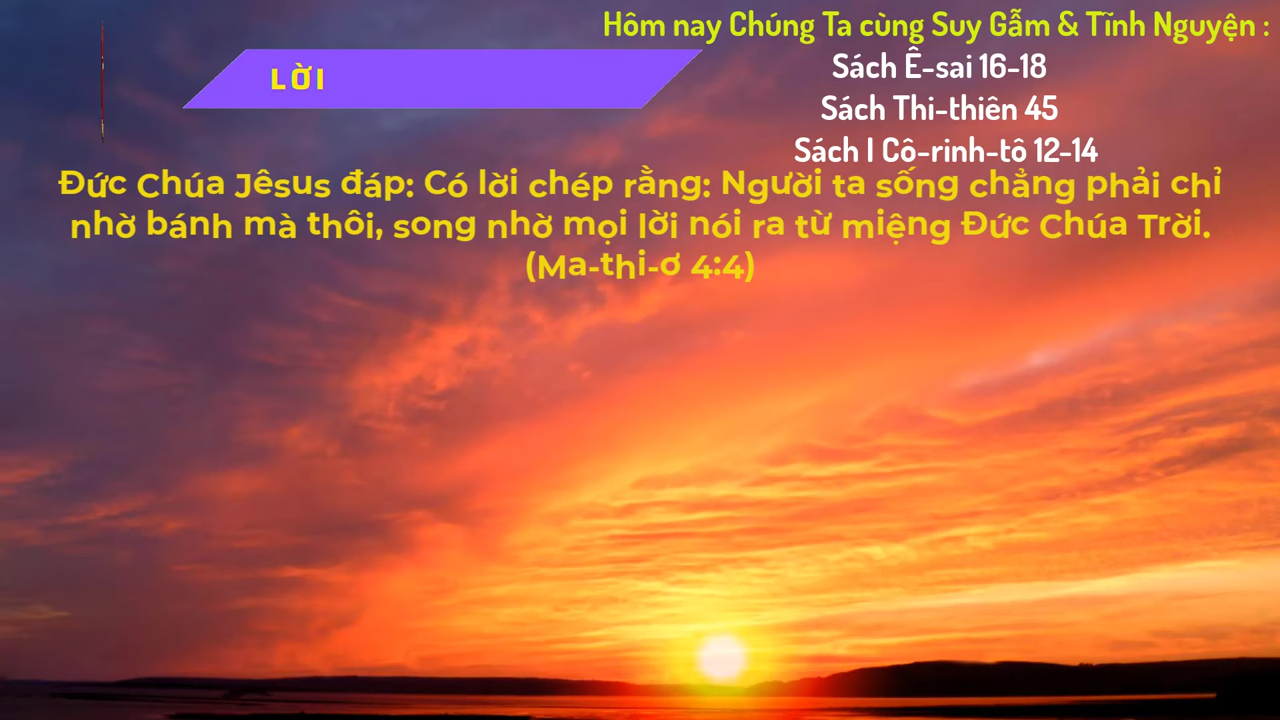 Hôm nay Chúng Ta cùng Suy Gẫm & Tĩnh Nguyện :
Sách Ê-sai 16-18
Sách Thi-thiên 45
Sách I Cô-rinh-tô 12-14
LỜI
Đức Chúa Jêsus đáp: Có lời chép rằng: Người ta sống chẳng phải chỉ
nhờ bánh mà thôi, song nhờ mọi lời nói ra từ miệng Đức Chúa Trời.
(Ma-thi-ơ 4:4)